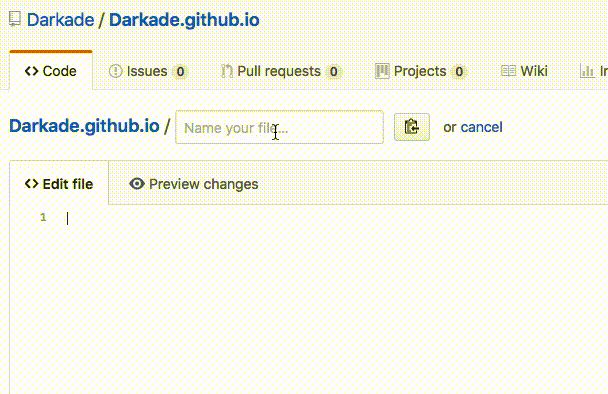 Darkade / Darkade.github.io
Code Issues 0 Pull requests 0 Projects 0 Wiki
Darkade.github.io / Name your file... or cancel
Edit file Preview changes
1